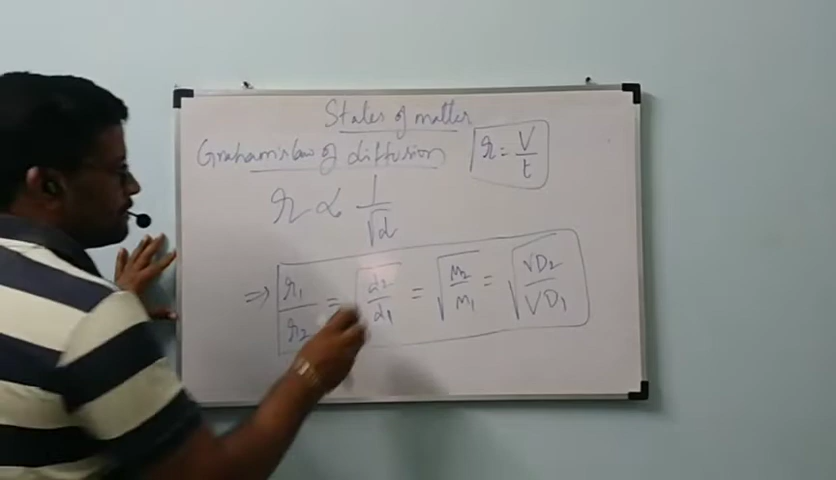 States of matter
Graham's law of diffusion r = V/t
r ∝ 1/√d
⇒ r₁/r₂ = √(d₂/d₁) = √(M₂/M₁) = √(VD₂/VD₁)